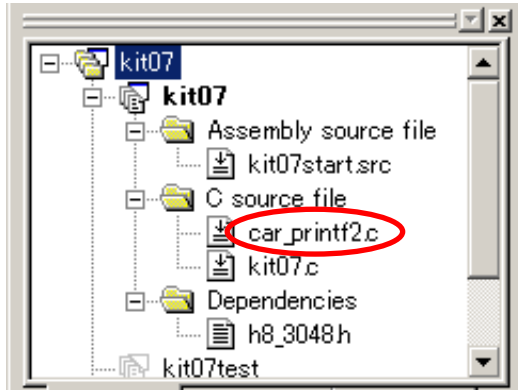 kit07
kit07
Assembly source file
kit07start.src
C source file
car_printf2.c
kit07.c
Dependencies
h8_3048.h
kit07test